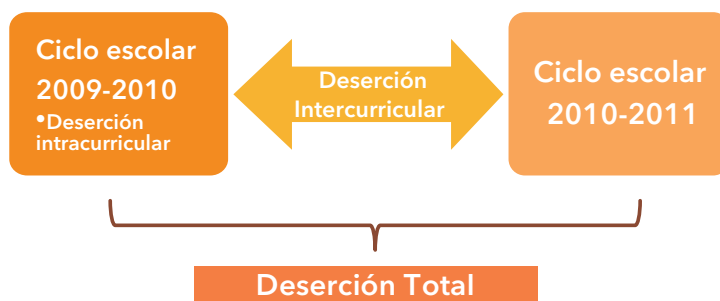 Ciclo escolar
2009-2010
•Deserción
intracurricular
Deserción
Intercurricular
Ciclo escolar
2010-2011
Deserción Total